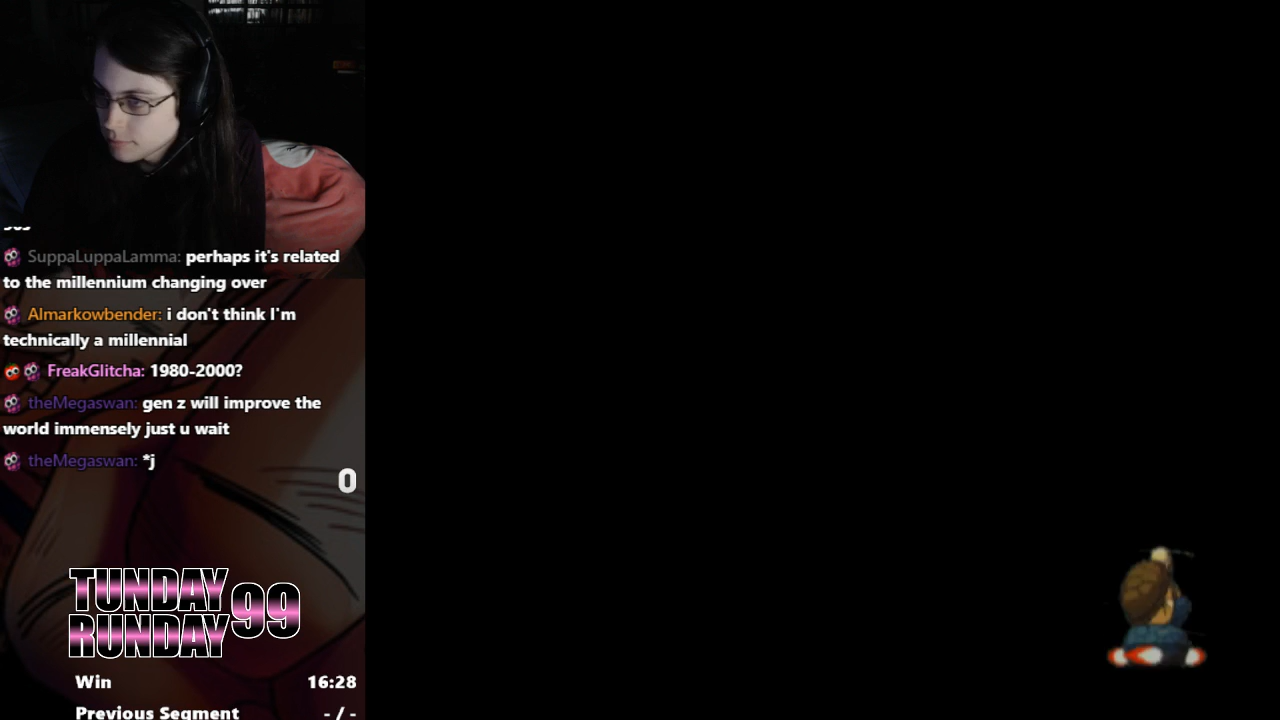 SuppaLuppaLamma: perhaps it's related
to the millennium changing over
Almarkowbender: i don't think I'm
technically a millennial
FreakGlitcha: 1980-2000?
theMegaswan: gen z will improve the
world immensely just u wait
theMegaswan: *j
0
TUNDAY
RUNDAY 99
Win 16:28
Previous Segment - / -